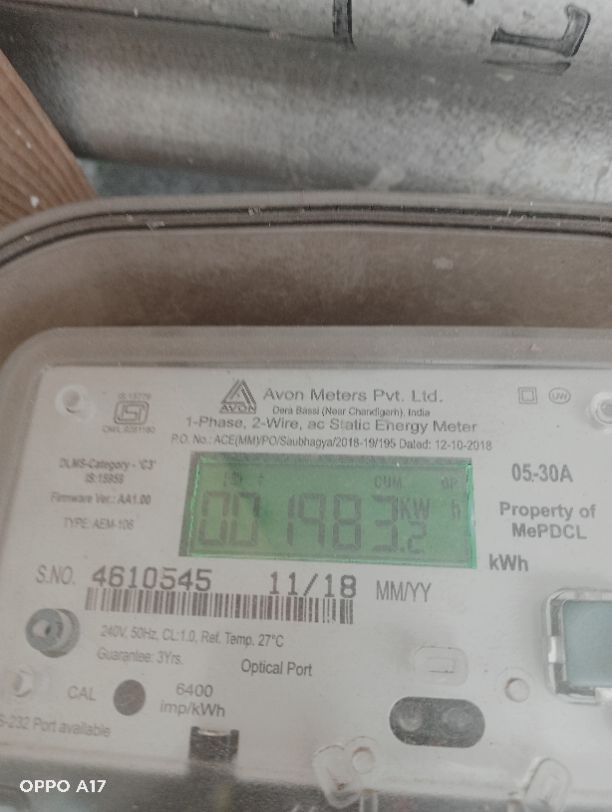 IS:13779
AVON
Avon Meters Pvt. Ltd.
Dera Bassi (Near Chandigarh), India
1-Phase, 2-Wire, ac Static Energy Meter
P.O. No.: ACE(MM)/PO/Saubhagya/2018-19/195 Dated: 12-10-2018
DLMS-Category - 'C3'
IS:15959
Firmware Ver.: AA1.00
TYPE: AEM-106
CUM
001983.2 KW h
05-30A
Property of
MePDCL
kWh
S.NO. 4610545 11/18 MM/YY
240V, 50Hz, CL:1.0, Ref. Temp. 27°C
Guarantee: 3Yrs.
Optical Port
CAL 6400
imp/kWh
Port available
OPPO A17